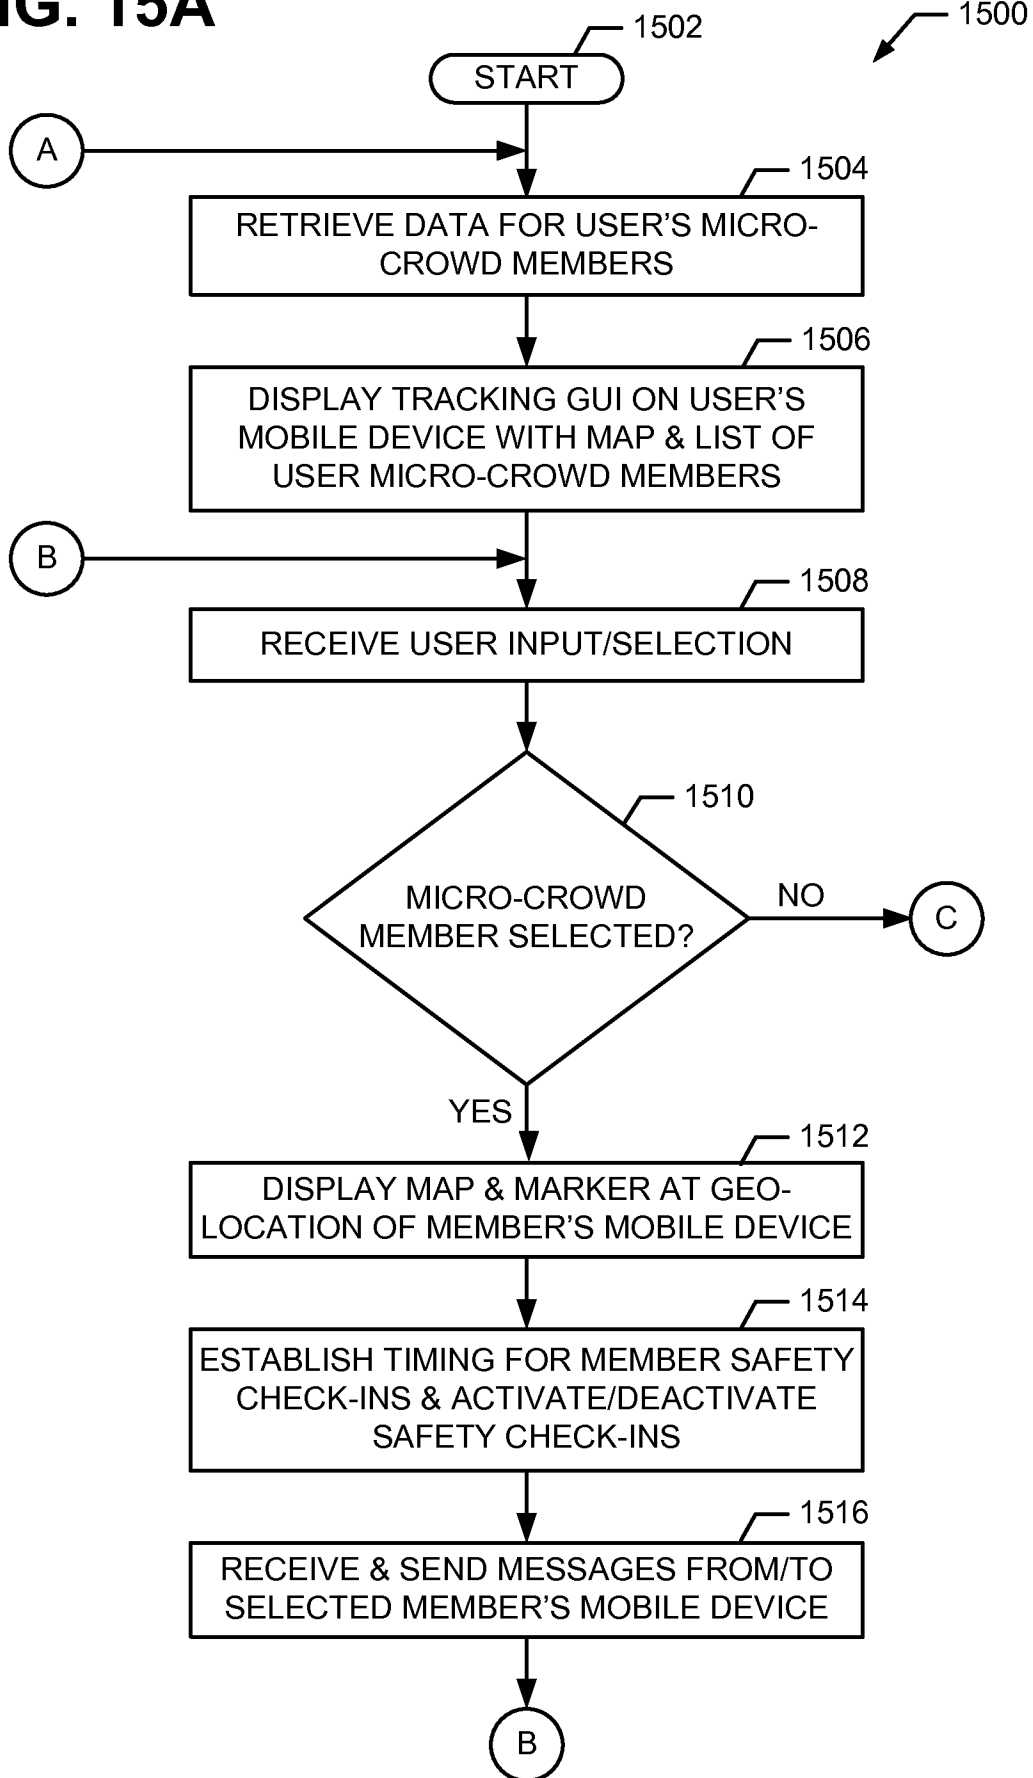 IG. 15A
1500
1502
START
A
1504
RETRIEVE DATA FOR USER'S MICRO-
CROWD MEMBERS
1506
DISPLAY TRACKING GUI ON USER'S
MOBILE DEVICE WITH MAP & LIST OF
USER MICRO-CROWD MEMBERS
B
1508
RECEIVE USER INPUT/SELECTION
1510
MICRO-CROWD
MEMBER SELECTED?
NO
C
YES
1512
DISPLAY MAP & MARKER AT GEO-
LOCATION OF MEMBER'S MOBILE DEVICE
1514
ESTABLISH TIMING FOR MEMBER SAFETY
CHECK-INS & ACTIVATE/DEACTIVATE
SAFETY CHECK-INS
1516
RECEIVE & SEND MESSAGES FROM/TO
SELECTED MEMBER'S MOBILE DEVICE
B